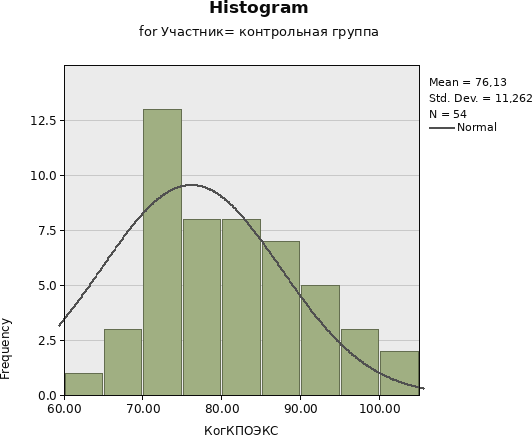 Histogram
for Участник= контрольная группа
Mean = 76,13
Std. Dev. = 11,262
N = 54
Normal
12.5
10.0
7.5
5.0
2.5
0.0
Frequency
60.00 70.00 80.00 90.00 100.00
КогКПОЭКС